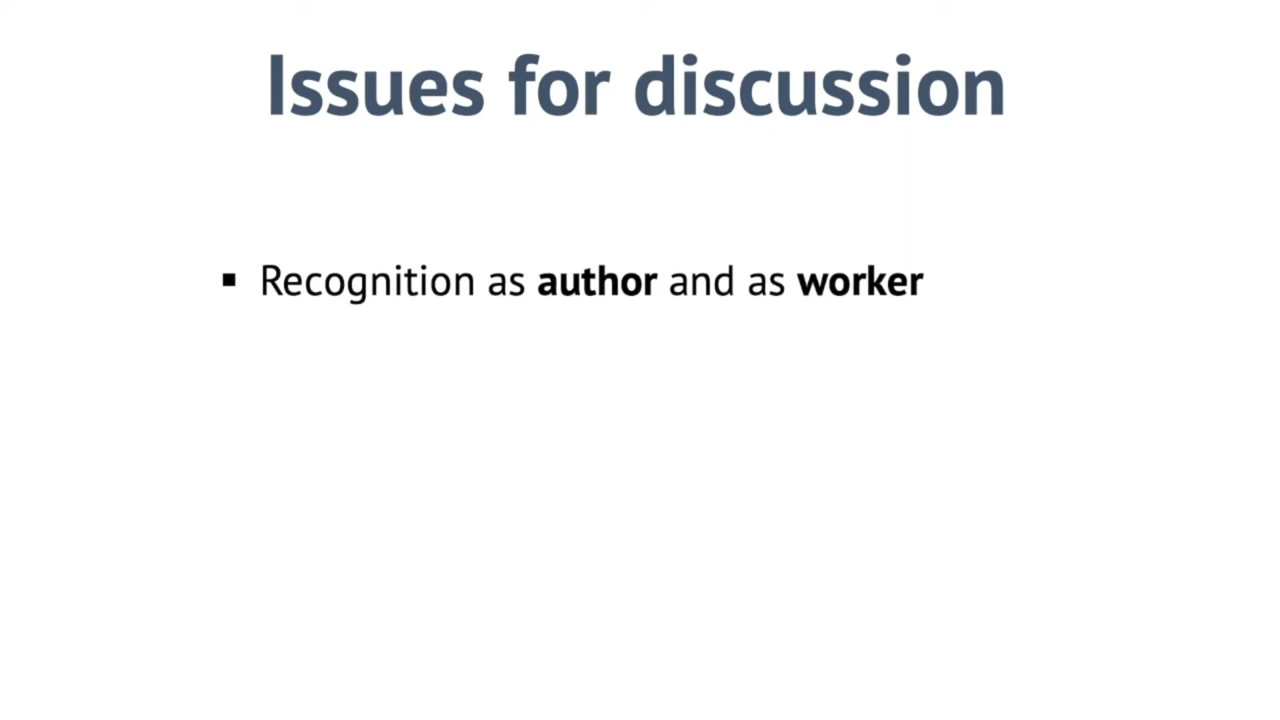 Issues for discussion
▪ Recognition as author and as worker